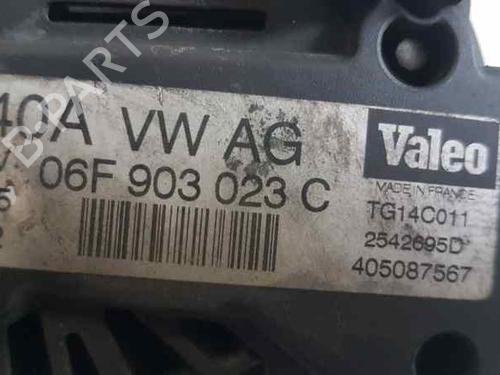 40A VW AG
V 06F 903 023 C
Valeo
MADE IN FRANCE
TG14C011
2542695D
405087567
B-PARTS